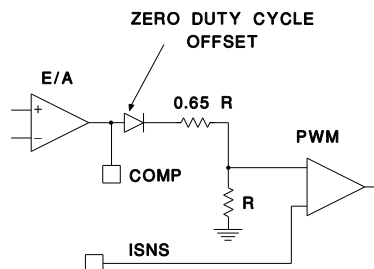 ZERO DUTY CYCLE
OFFSET
E/A
0.65 R
+
−
PWM
COMP
R
ISNS